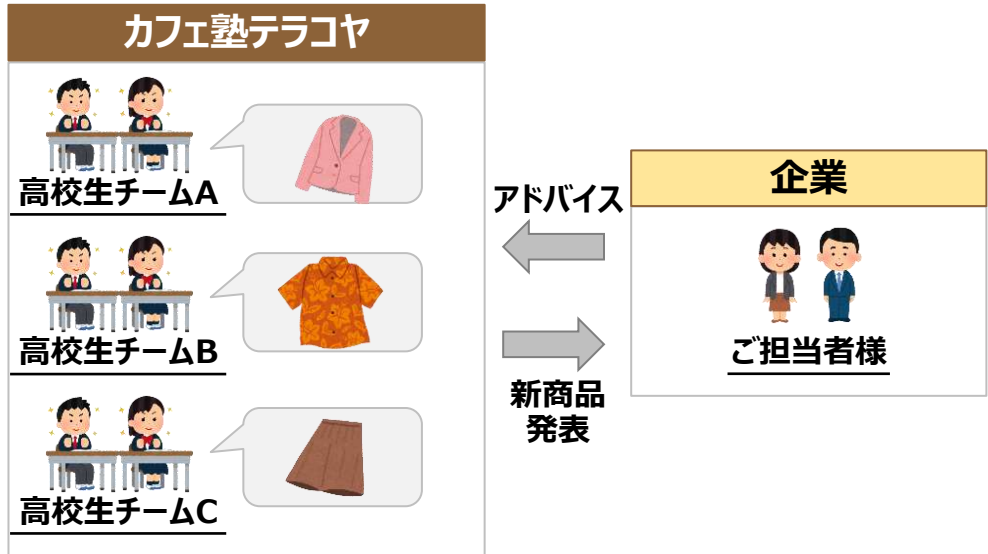 カフェ塾テラコヤ
高校生チームA
高校生チームB
高校生チームC
アドバイス
新商品
発表
企業
ご担当者様